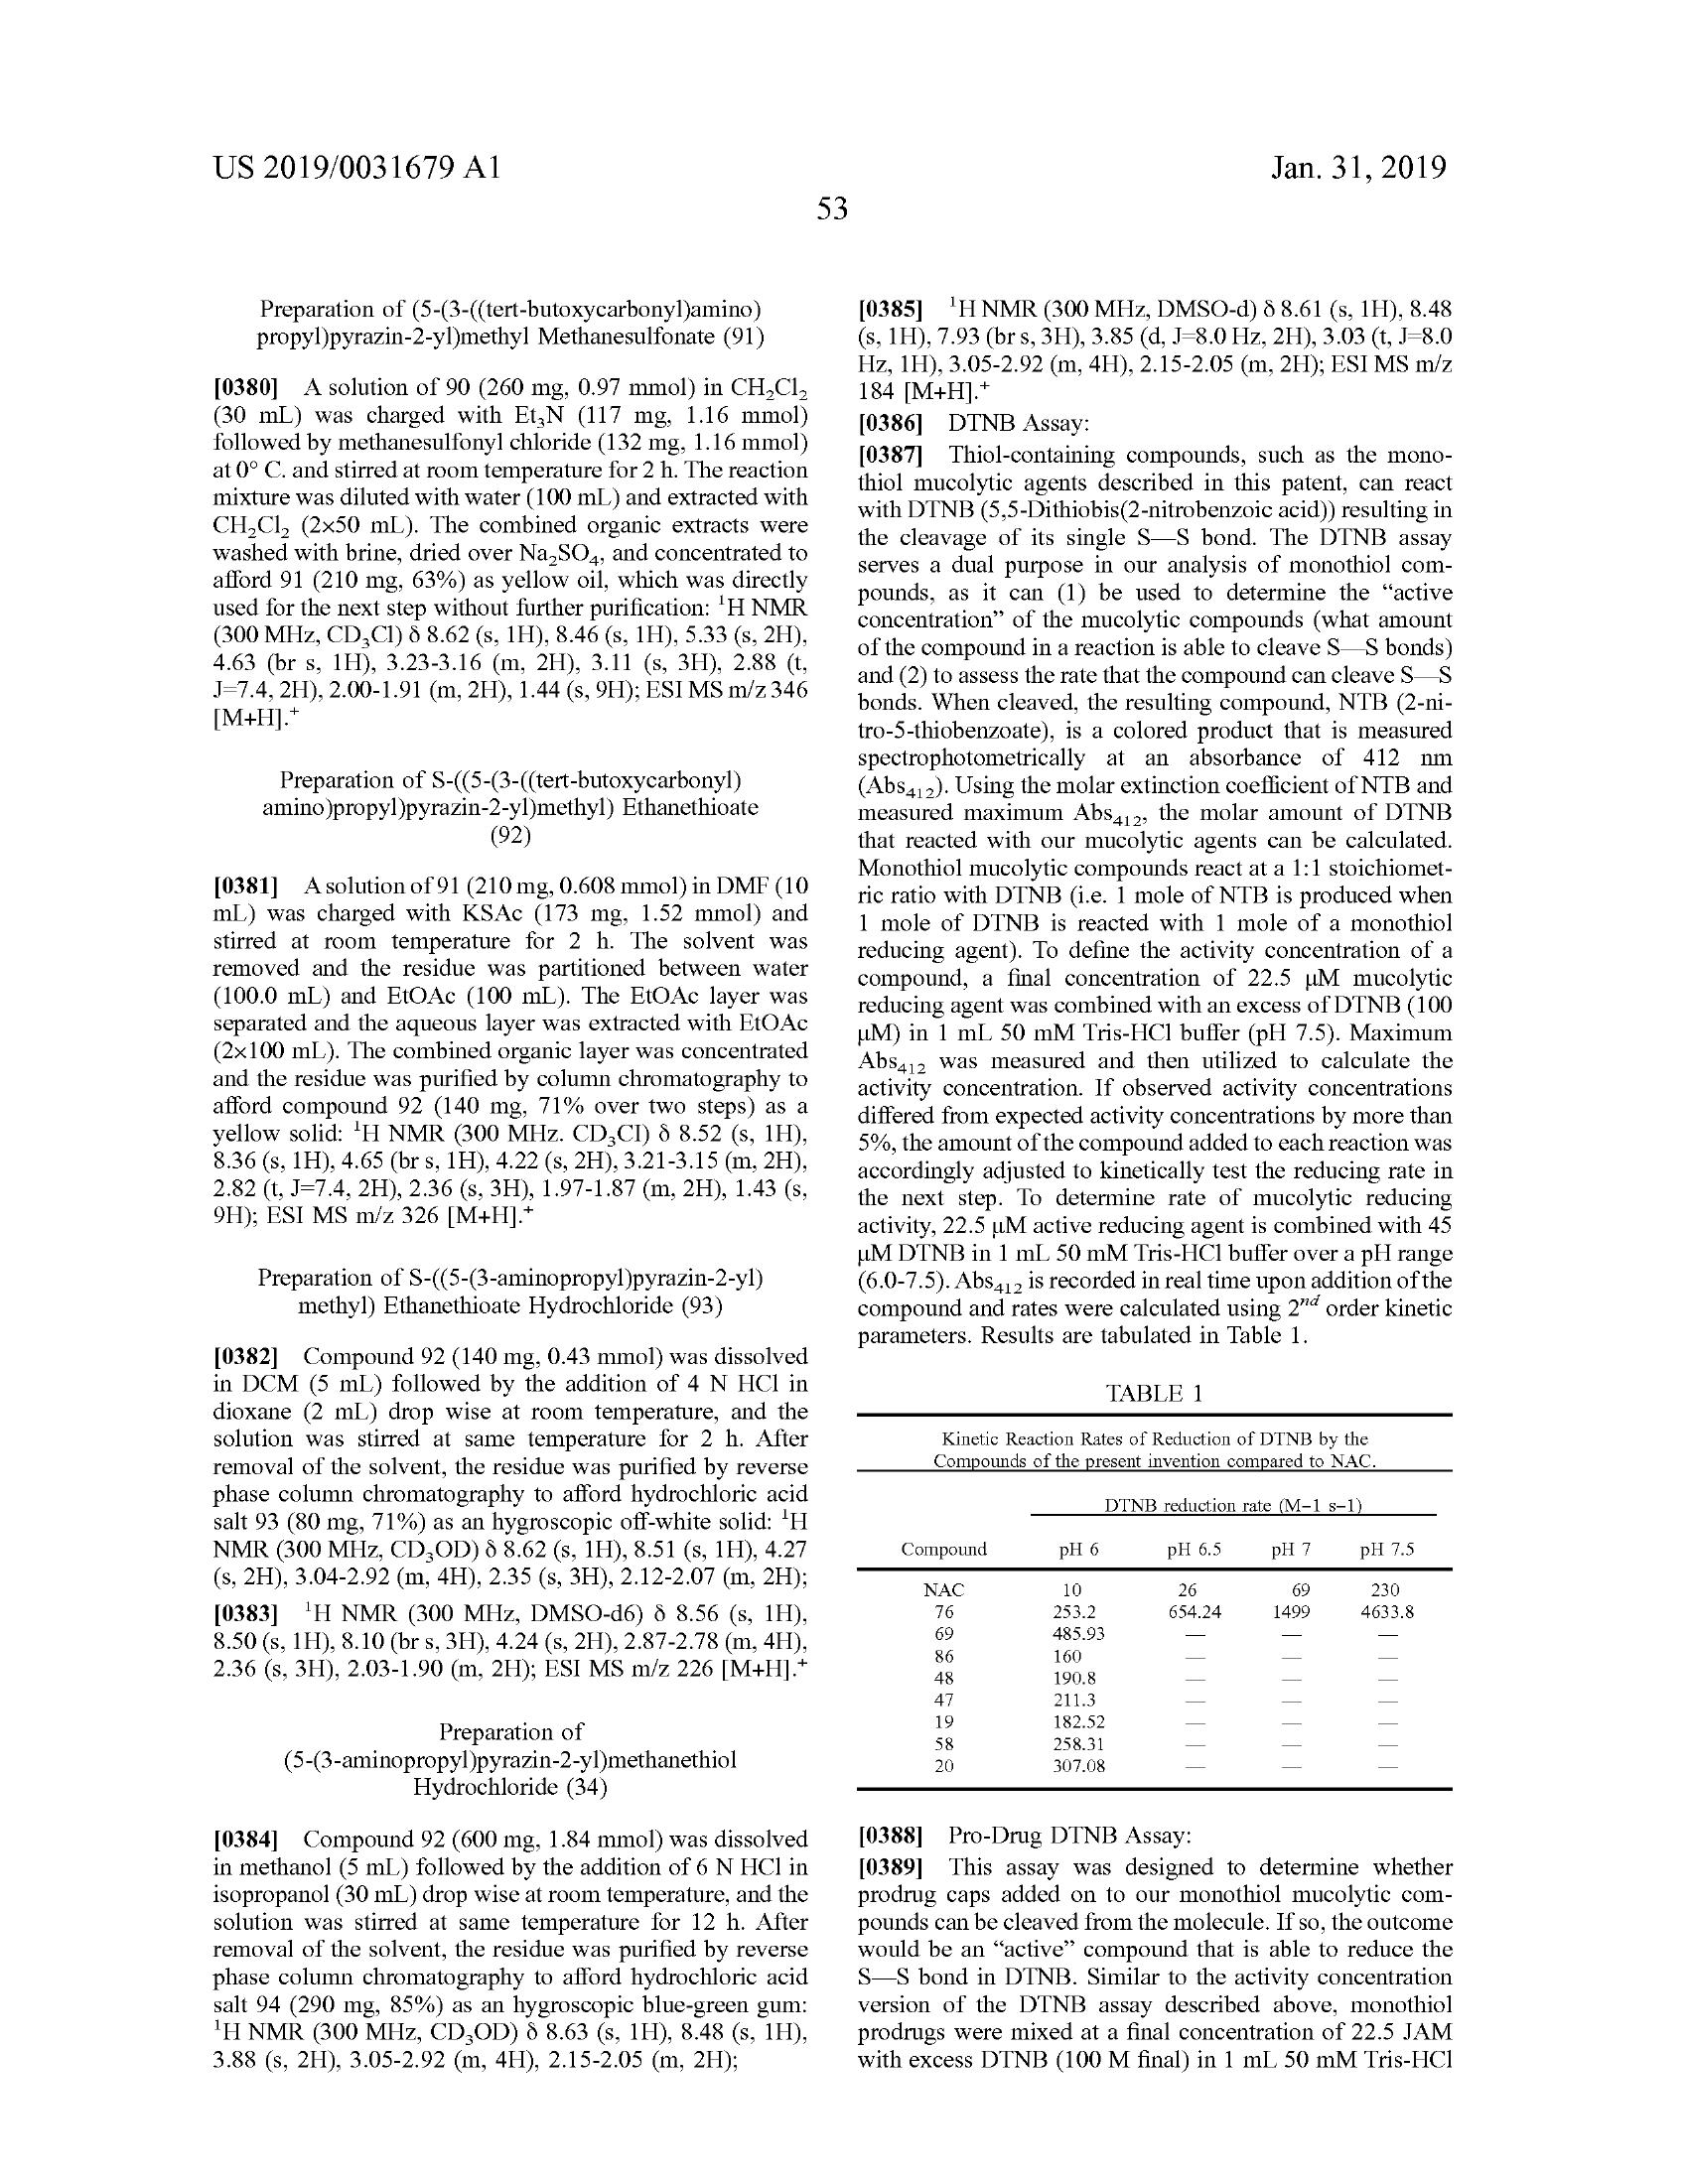 US 2019/0031679 A1
Jan. 31, 2019
53
Preparation of (5-(3-((tert-butoxycarbonyl)amino)
propyl)pyrazin-2-yl)methyl Methanesulfonate (91)
[0380] A solution of 90 (260 mg, 0.97 mmol) in CH₂Cl₂
(30 mL) was charged with Et₃N (117 mg, 1.16 mmol)
followed by methanesulfonyl chloride (132 mg, 1.16 mmol)
at 0° C. and stirred at room temperature for 2 h. The reaction
mixture was diluted with water (100 mL) and extracted with
CH₂Cl₂ (2x50 mL). The combined organic extracts were
washed with brine, dried over Na₂SO₄, and concentrated to
afford 91 (210 mg, 63%) as yellow oil, which was directly
used for the next step without further purification: ¹H NMR
(300 MHz, CD₃Cl) δ 8.62 (s, 1H), 8.46 (s, 1H), 5.33 (s, 2H),
4.63 (br s, 1H), 3.23-3.16 (m, 2H), 3.11 (s, 3H), 2.88 (t,
J=7.4, 2H), 2.00-1.91 (m, 2H), 1.44 (s, 9H); ESI MS m/z 346
[M+H].⁺
Preparation of S-((5-(3-((tert-butoxycarbonyl)
amino)propyl)pyrazin-2-yl)methyl) Ethanethioate
(92)
[0381] A solution of 91 (210 mg, 0.608 mmol) in DMF (10
mL) was charged with KSAc (173 mg, 1.52 mmol) and
stirred at room temperature for 2 h. The solvent was
removed and the residue was partitioned between water
(100.0 mL) and EtOAc (100 mL). The EtOAc layer was
separated and the aqueous layer was extracted with EtOAc
(2x100 mL). The combined organic layer was concentrated
and the residue was purified by column chromatography to
afford compound 92 (140 mg, 71% over two steps) as a
yellow solid: ¹H NMR (300 MHz. CD₃CI) δ 8.52 (s, 1H),
8.36 (s, 1H), 4.65 (br s, 1H), 4.22 (s, 2H), 3.21-3.15 (m, 2H),
2.82 (t, J=7.4, 2H), 2.36 (s, 3H), 1.97-1.87 (m, 2H), 1.43 (s,
9H); ESI MS m/z 326 [M+H].⁺
Preparation of S-((5-(3-aminopropyl)pyrazin-2-yl)
methyl) Ethanethioate Hydrochloride (93)
[0382] Compound 92 (140 mg, 0.43 mmol) was dissolved
in DCM (5 mL) followed by the addition of 4 N HCl in
dioxane (2 mL) drop wise at room temperature, and the
solution was stirred at same temperature for 2 h. After
removal of the solvent, the residue was purified by reverse
phase column chromatography to afford hydrochloric acid
salt 93 (80 mg, 71%) as an hygroscopic off-white solid: ¹H
NMR (300 MHz, CD₃OD) δ 8.62 (s, 1H), 8.51 (s, 1H), 4.27
(s, 2H), 3.04-2.92 (m, 4H), 2.35 (s, 3H), 2.12-2.07 (m, 2H);
[0383] ¹H NMR (300 MHz, DMSO-d6) δ 8.56 (s, 1H),
8.50 (s, 1H), 8.10 (br s, 3H), 4.24 (s, 2H), 2.87-2.78 (m, 4H),
2.36 (s, 3H), 2.03-1.90 (m, 2H); ESI MS m/z 226 [M+H].⁺
Preparation of
(5-(3-aminopropyl)pyrazin-2-yl)methanethiol
Hydrochloride (34)
[0384] Compound 92 (600 mg, 1.84 mmol) was dissolved
in methanol (5 mL) followed by the addition of 6 N HCl in
isopropanol (30 mL) drop wise at room temperature, and the
solution was stirred at same temperature for 12 h. After
removal of the solvent, the residue was purified by reverse
phase column chromatography to afford hydrochloric acid
salt 94 (290 mg, 85%) as an hygroscopic blue-green gum:
¹H NMR (300 MHz, CD₃OD) δ 8.63 (s, 1H), 8.48 (s, 1H),
3.88 (s, 2H), 3.05-2.92 (m, 4H), 2.15-2.05 (m, 2H);
[0385] ¹H NMR (300 MHz, DMSO-d) δ 8.61 (s, 1H), 8.48
(s, 1H), 7.93 (br s, 3H), 3.85 (d, J=8.0 Hz, 2H), 3.03 (t, J=8.0
Hz, 1H), 3.05-2.92 (m, 4H), 2.15-2.05 (m, 2H); ESI MS m/z
184 [M+H].⁺
[0386] DTNB Assay:
[0387] Thiol-containing compounds, such as the mono-
thiol mucolytic agents described in this patent, can react
with DTNB (5,5-Dithiobis(2-nitrobenzoic acid)) resulting in
the cleavage of its single S—S bond. The DTNB assay
serves a dual purpose in our analysis of monothiol com-
pounds, as it can (1) be used to determine the “active
concentration” of the mucolytic compounds (what amount
of the compound in a reaction is able to cleave S—S bonds)
and (2) to assess the rate that the compound can cleave S—S
bonds. When cleaved, the resulting compound, NTB (2-ni-
tro-5-thiobenzoate), is a colored product that is measured
spectrophotometrically at an absorbance of 412 nm
(Abs₄₁₂). Using the molar extinction coefficient of NTB and
measured maximum Abs₄₁₂, the molar amount of DTNB
that reacted with our mucolytic agents can be calculated.
Monothiol mucolytic compounds react at a 1:1 stoichiomet-
ric ratio with DTNB (i.e. 1 mole of NTB is produced when
1 mole of DTNB is reacted with 1 mole of a monothiol
reducing agent). To define the activity concentration of a
compound, a final concentration of 22.5 μM mucolytic
reducing agent was combined with an excess of DTNB (100
μM) in 1 mL 50 mM Tris-HCl buffer (pH 7.5). Maximum
Abs₄₁₂ was measured and then utilized to calculate the
activity concentration. If observed activity concentrations
differed from expected activity concentrations by more than
5%, the amount of the compound added to each reaction was
accordingly adjusted to kinetically test the reducing rate in
the next step. To determine rate of mucolytic reducing
activity, 22.5 μM active reducing agent is combined with 45
μM DTNB in 1 mL 50 mM Tris-HCl buffer over a pH range
(6.0-7.5). Abs₄₁₂ is recorded in real time upon addition of the
compound and rates were calculated using 2ⁿᵈ order kinetic
parameters. Results are tabulated in Table 1.
TABLE 1
Kinetic Reaction Rates of Reduction of DTNB by the
Compounds of the present invention compared to NAC.
DTNB reduction rate (M-1 s-1)
Compound pH 6 pH 6.5 pH 7 pH 7.5
NAC 10 26 69 230
76 253.2 654.24 1499 4633.8
69 485.93 — — —
86 160 — — —
48 190.8 — — —
47 211.3 — — —
19 182.52 — — —
58 258.31 — — —
20 307.08 — — —
[0388] Pro-Drug DTNB Assay:
[0389] This assay was designed to determine whether
prodrug caps added on to our monothiol mucolytic com-
pounds can be cleaved from the molecule. If so, the outcome
would be an “active” compound that is able to reduce the
S—S bond in DTNB. Similar to the activity concentration
version of the DTNB assay described above, monothiol
prodrugs were mixed at a final concentration of 22.5 JAM
with excess DTNB (100 M final) in 1 mL 50 mM Tris-HCl